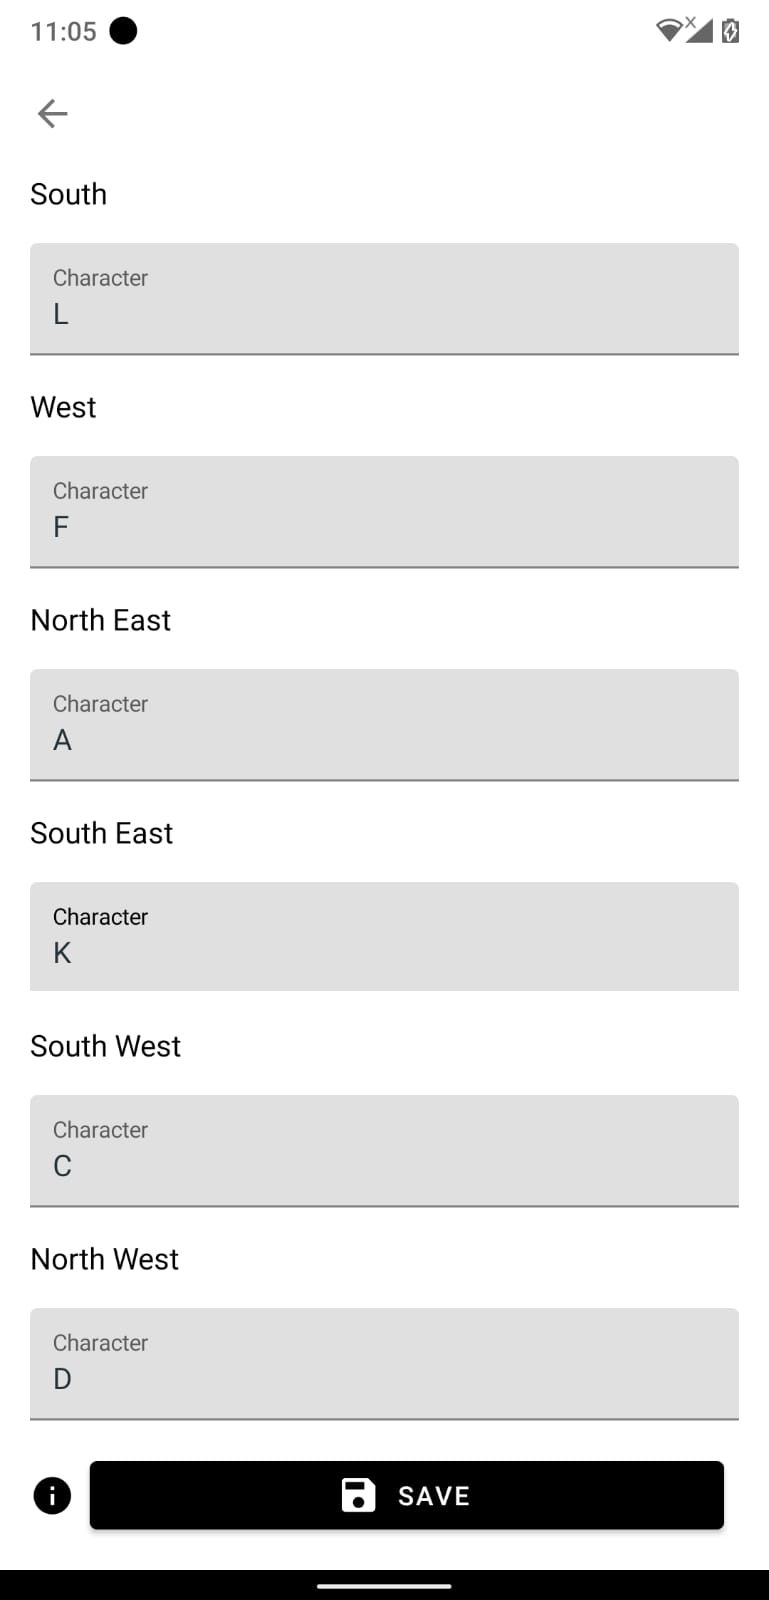 11:05
South
Character
L
West
Character
F
North East
Character
A
South East
Character
K
South West
Character
C
North West
Character
D
SAVE